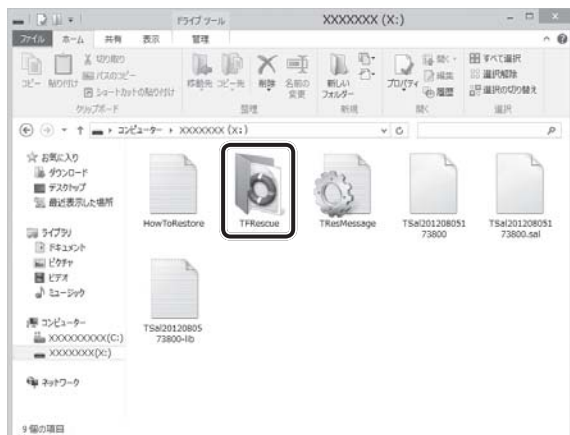 ドライブ ツール
XXXXXXX (X:)
ファイル ホーム 共有 表示 管理
コピー 貼り付け
切り取り
パスのコピー
ショートカットの貼り付け
クリップボード
移動先 コピー先 削除 名前の変更
整理
新しいフォルダー
新規
プロパティ
開く
編集
履歴
開く
すべて選択
選択解除
選択の切り替え
選択
コンピューター XXXXXXX (X:)
お気に入り
ダウンロード
デスクトップ
最近表示した場所
ライブラリ
ドキュメント
ピクチャ
ビデオ
ミュージック
コンピューター
XXXXXXXXX(C:)
XXXXXXX(X:)
ネットワーク
HowToRestore
TFRescue
TResMessage
TSal201208051
73800
TSal201208051
73800.sal
TSal20120805
73800-lib
9 個の項目